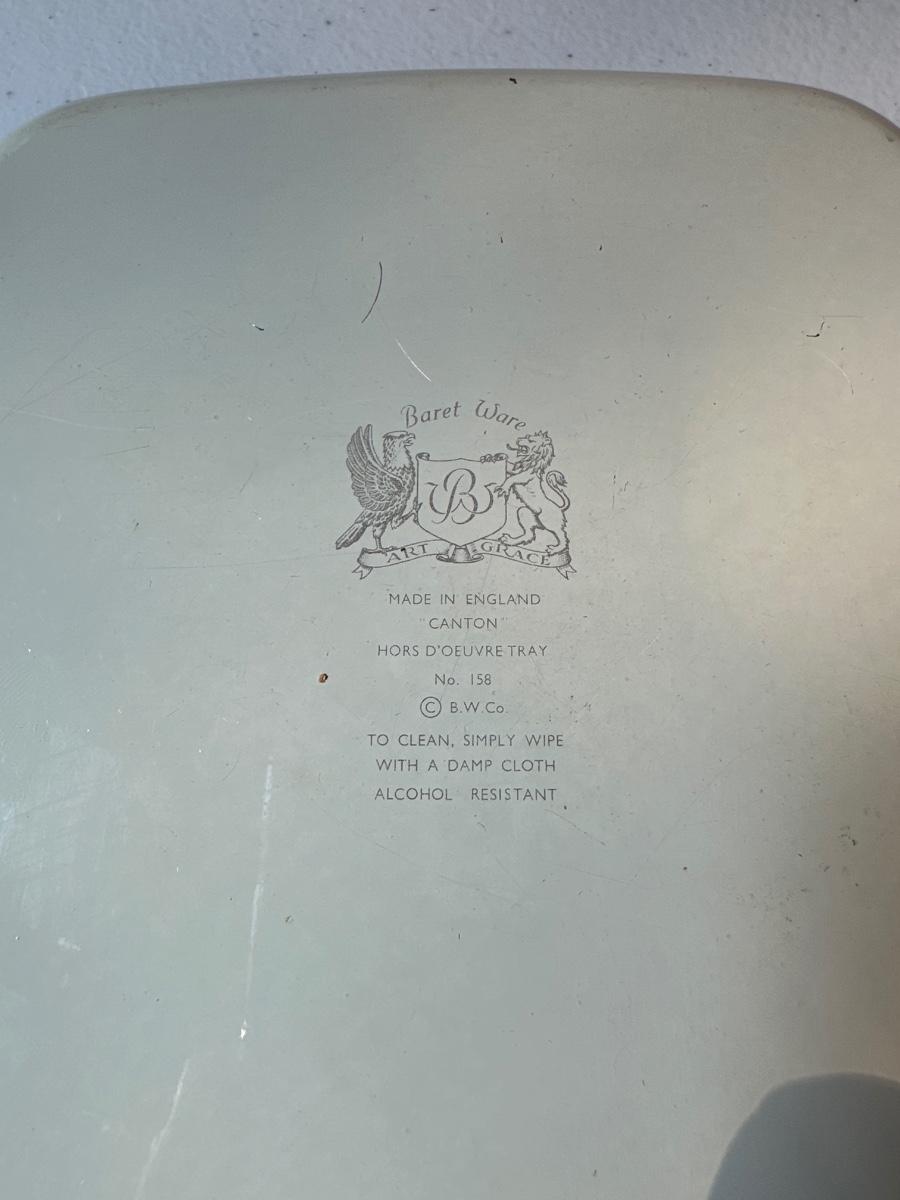 Baret Ware
B
ART GRACE
MADE IN ENGLAND
"CANTON"
HORS D'OEUVRE TRAY
No. 158
© B.W.Co.
TO CLEAN, SIMPLY WIPE
WITH A DAMP CLOTH
ALCOHOL RESISTANT